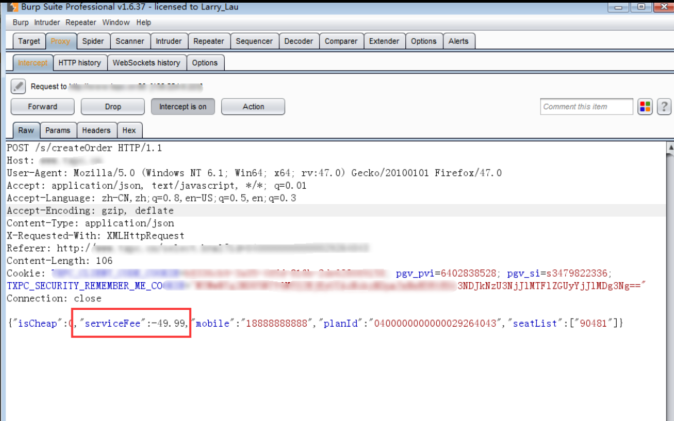 Burp Suite Professional v1.6.37 - licensed to Larry_Lau
Burp Intruder Repeater Window Help
Target Proxy Spider Scanner Intruder Repeater Sequencer Decoder Comparer Extender Options Alerts
Intercept HTTP history WebSockets history Options
Request to
Forward Drop Intercept is on Action Comment this item ?
Raw Params Headers Hex
POST /s/createOrder HTTP/1.1
Host:
User-Agent: Mozilla/5.0 (Windows NT 6.1; Win64; x64; rv:47.0) Gecko/20100101 Firefox/47.0
Accept: application/json, text/javascript, */*; q=0.01
Accept-Language: zh-CN,zh;q=0.8,en-US;q=0.5,en;q=0.3
Accept-Encoding: gzip, deflate
Content-Type: application/json
X-Requested-With: XMLHttpRequest
Referer: http:/
Content-Length: 106
Cookie: pgv_pvi=6402838528; pgv_si=s3479822336;
TXPC_SECURITY_REMEMBER_ME_CO
Connection: close
{"isCheap":0,"serviceFee":-49.99,"mobile":"18888888888","planId":"0400000000000029264043","seatList":["90481"]}